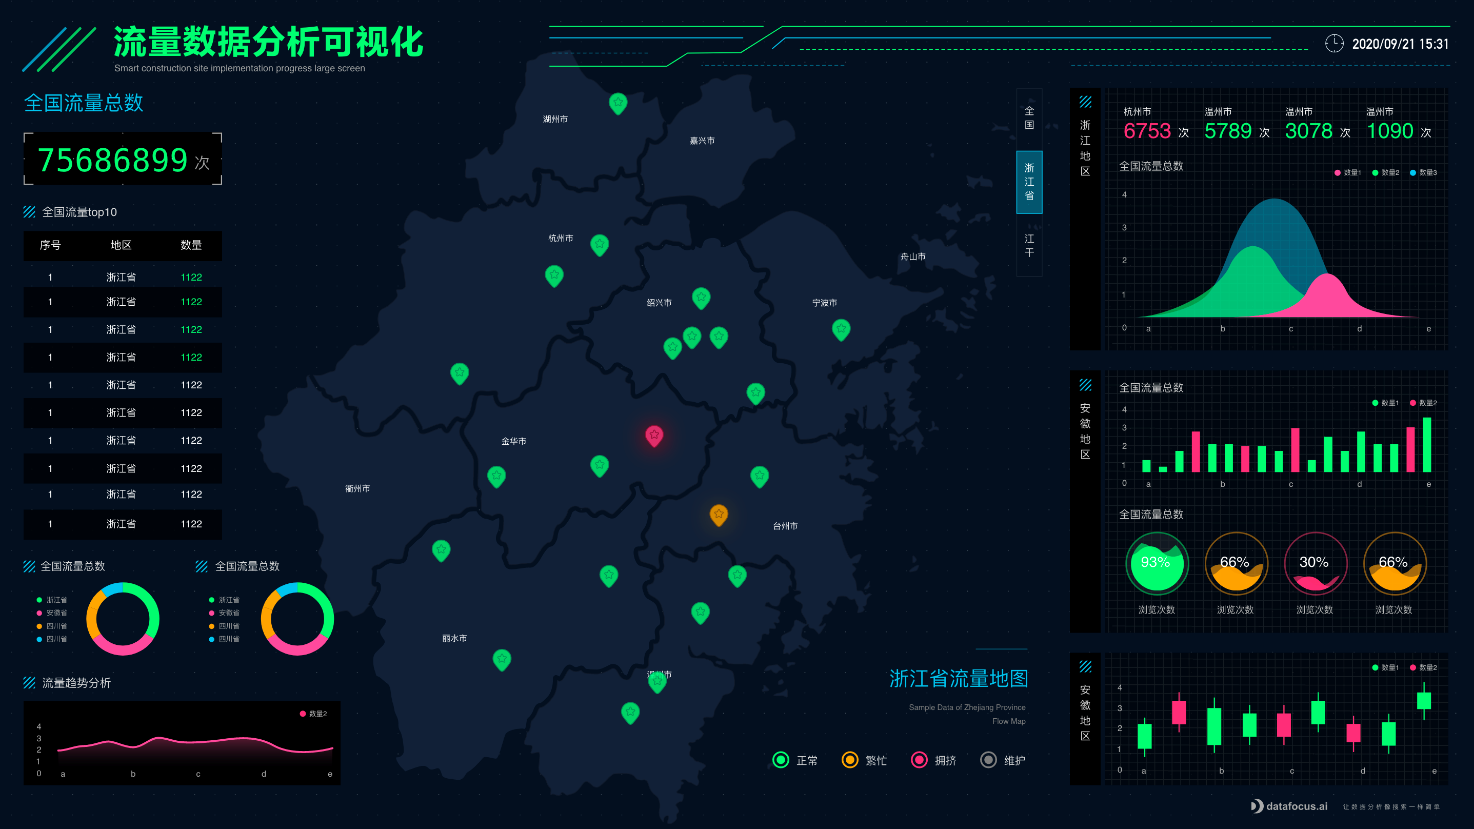 流量数据分析可视化
Smart construction site implementation progress large screen
2020/09/21 15:31
全国流量总数
75686899 次
全国流量top10
序号 地区 数量
1 浙江省 1122
1 浙江省 1122
1 浙江省 1122
1 浙江省 1122
1 浙江省 1122
1 浙江省 1122
1 浙江省 1122
1 浙江省 1122
1 浙江省 1122
1 浙江省 1122
全国流量总数
浙江省
安徽省
四川省
四川省
全国流量总数
浙江省
安徽省
四川省
四川省
流量趋势分析
数量2
4
3
2
1
0
a b c d e
湖州市
嘉兴市
杭州市
绍兴市
宁波市
舟山市
金华市
衢州市
台州市
丽水市
全国
浙江省
江干
浙江省流量地图
Sample Data of Zhejiang Province
Flow Map
正常 繁忙 拥挤 维护
浙江地区
杭州市 温州市 温州市 温州市
6753 次 5789 次 3078 次 1090 次
全国流量总数
数量1 数量2 数量3
4
3
2
1
0
a b c d e
安徽地区
全国流量总数
数量1 数量2
4
3
2
1
0
a b c d e
全国流量总数
93% 66% 30% 66%
浏览次数 浏览次数 浏览次数 浏览次数
安徽地区
数量1 数量2
4
3
2
1
0
a b c d e
datafocus.ai 让数据分析像搜索一样简单